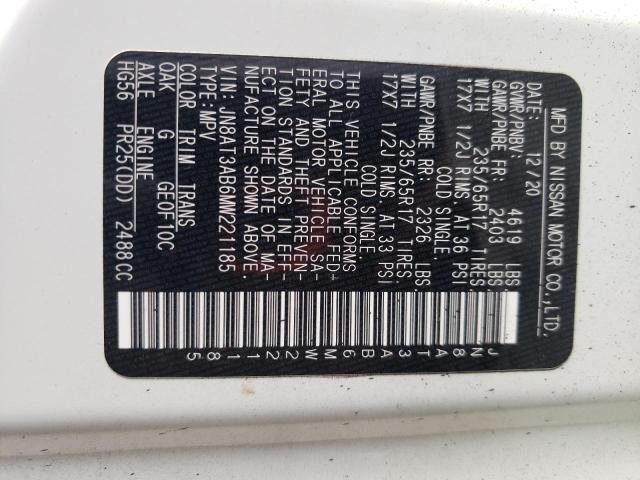 MFD BY NISSAN MOTOR CO.,LTD.
DATE: 12/20
GVWR/PNBV: 4619 LBS.
GAWR/PNBE FR: 2403 LBS.
WITH 235/65R17 TIRES,
17X7 1/2J RIMS, AT 36 PSI
COLD SINGLE.
GAWR/PNBE RR: 2326 LBS.
WITH 235/65R17 TIRES,
17X7 1/2J RIMS, AT 33 PSI
COLD SINGLE.
THIS VEHICLE CONFORMS
TO ALL APPLICABLE FED-
ERAL MOTOR VEHICLE SA-
FETY AND THEFT PREVEN-
TION STANDARDS IN EFF-
ECT ON THE DATE OF MA-
NUFACTURE SHOWN ABOVE.
VIN: JN8AT3AB6MW221185
TYPE: MPV
COLOR TRIM TRANS
QAK G GEOF10C
AXLE ENGINE
HG56 PR25(DD) 2488CC
JN8AT3AB6MW221185